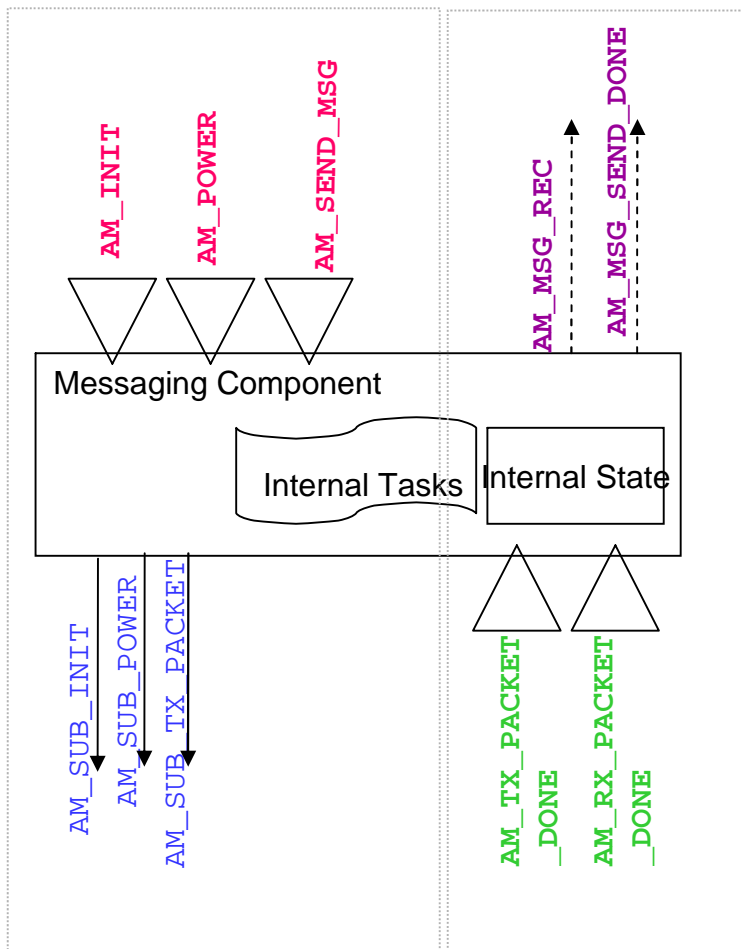 AM_INIT
AM_POWER
AM_SEND_MSG
AM_MSG_REC
AM_MSG_SEND_DONE
Messaging Component
Internal Tasks
Internal State
AM_SUB_INIT
AM_SUB_POWER
AM_SUB_TX_PACKET
AM_TX_PACKET
_DONE
AM_RX_PACKET
_DONE